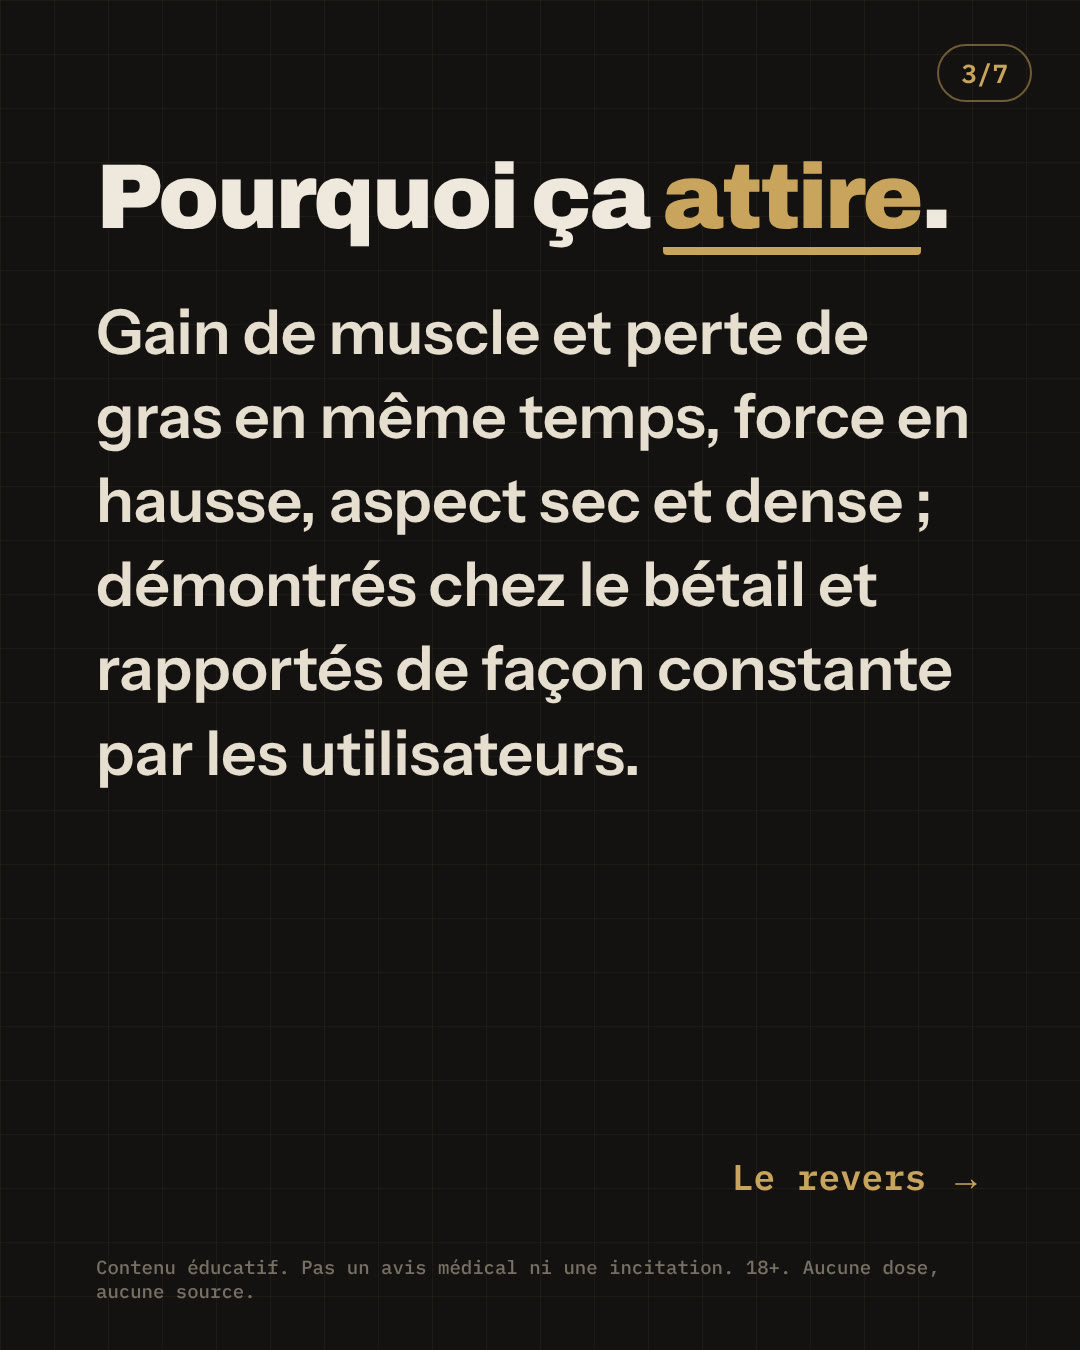 3/7
Pourquoi ça attire.
Gain de muscle et perte de
gras en même temps, force en
hausse, aspect sec et dense ;
démontrés chez le bétail et
rapportés de façon constante
par les utilisateurs.
Le revers →
Contenu éducatif. Pas un avis médical ni une incitation. 18+. Aucune dose,
aucune source.